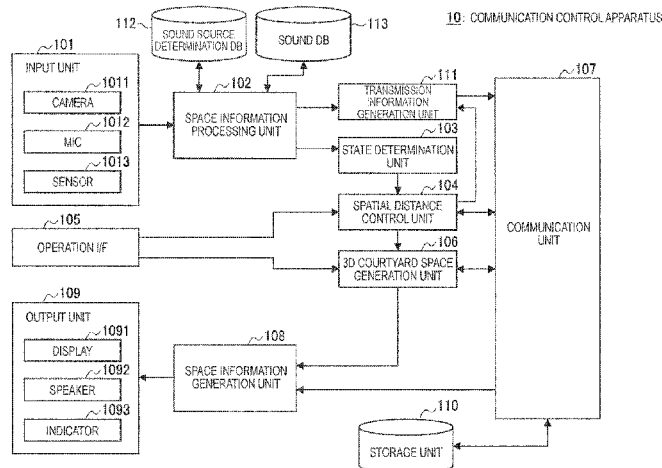 112
SOUND SOURCE
DETERMINATION DB
113
SOUND DB
10: COMMUNICATION CONTROL APPARATUS
101
INPUT UNIT
1011
CAMERA
1012
MIC
1013
SENSOR
102
SPACE INFORMATION
PROCESSING UNIT
111
TRANSMISSION
INFORMATION
GENERATION UNIT
103
STATE DETERMINATION
UNIT
104
SPATIAL DISTANCE
CONTROL UNIT
107
COMMUNICATION
UNIT
105
OPERATION I/F
106
3D COURTYARD SPACE
GENERATION UNIT
109
OUTPUT UNIT
1091
DISPLAY
1092
SPEAKER
1093
INDICATOR
108
SPACE INFORMATION
GENERATION UNIT
110
STORAGE UNIT